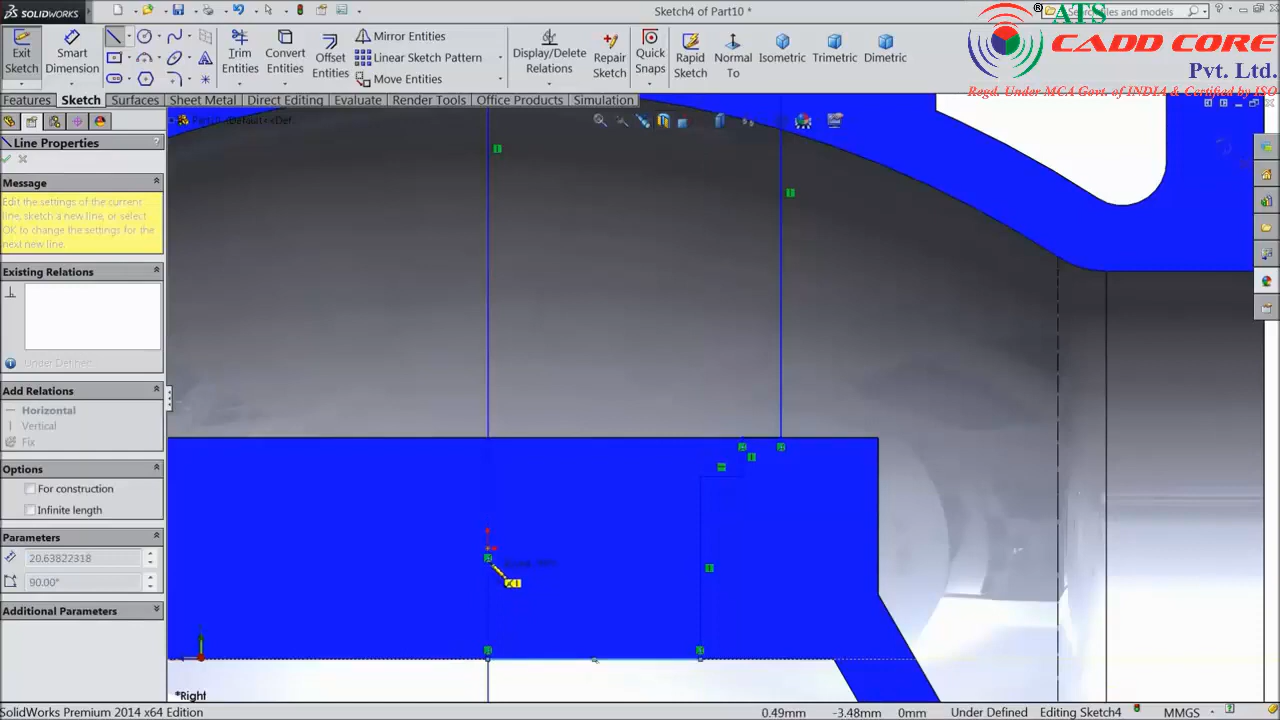 SOLIDWORKS
Sketch4 of Part10 *
Search files and models
ATS
CADD CORE
Pvt. Ltd.
Regd. Under MCA Govt. of INDIA & Certified by ISO
Exit Sketch
Smart Dimension
Trim Entities
Convert Entities
Offset Entities
Mirror Entities
Linear Sketch Pattern
Move Entities
Display/Delete Relations
Repair Sketch
Quick Snaps
Rapid Sketch
Normal To
Isometric
Trimetric
Dimetric
Features
Sketch
Surfaces
Sheet Metal
Direct Editing
Evaluate
Render Tools
Office Products
Simulation
Line Properties
Message
Edit the settings of the current
line, sketch a new line, or select
OK to change the settings for the
next new line.
Existing Relations
Under Defined
Add Relations
Horizontal
Vertical
Fix
Options
For construction
Infinite length
Parameters
20.63822318
90.00°
Additional Parameters
*Right
SolidWorks Premium 2014 x64 Edition
0.49mm
-3.48mm
0mm
Under Defined
Editing Sketch4
MMGS